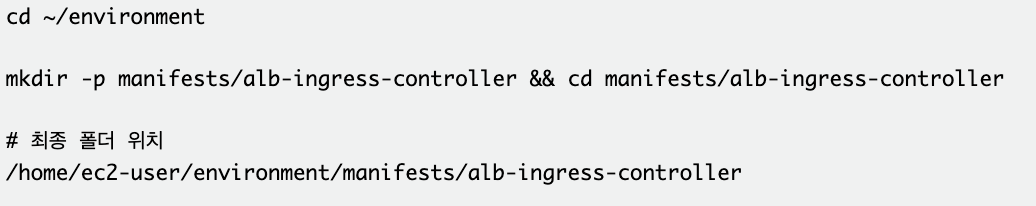 cd ~/environment
mkdir -p manifests/alb-ingress-controller && cd manifests/alb-ingress-controller
# 최종 폴더 위치
/home/ec2-user/environment/manifests/alb-ingress-controller